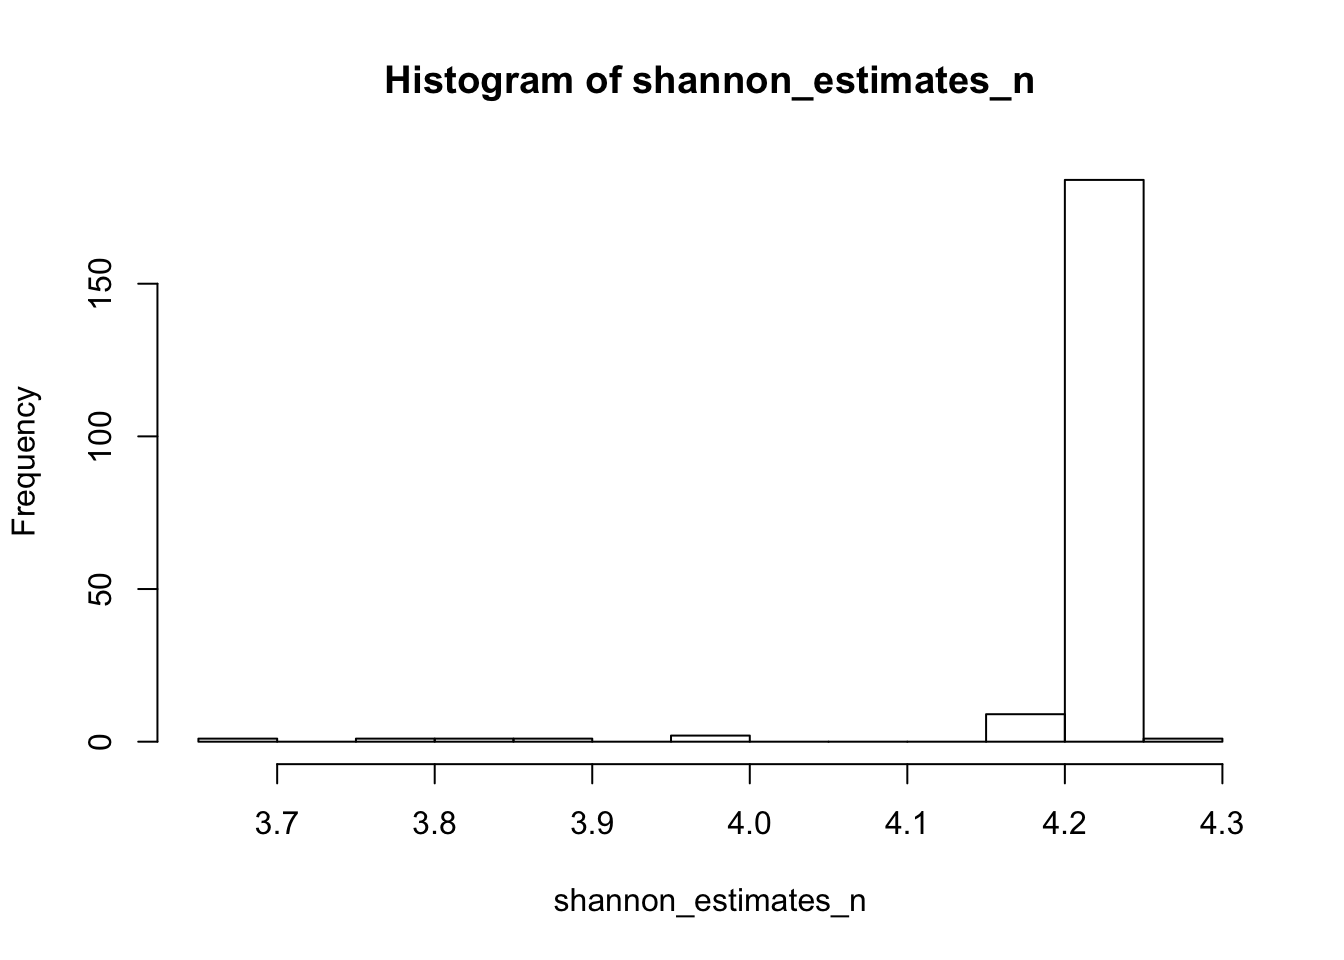 Histogram of shannon_estimates_n
Frequency
150
100
50
0
3.7 3.8 3.9 4.0 4.1 4.2 4.3
shannon_estimates_n